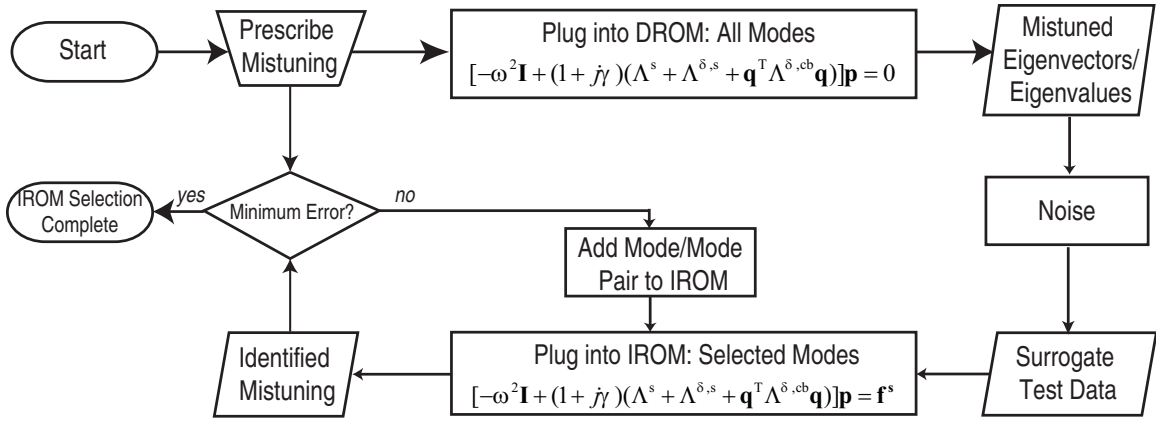 Start
Prescribe
Mistuning
Plug into DROM: All Modes
[-ω²I + (1 + jγ)(Λˢ + Λ^δ,s + qᵀΛ^δ,cb q)]p = 0
Mistuned
Eigenvectors/
Eigenvalues
IROM Selection
Complete
yes
Minimum Error?
no
Noise
Add Mode/Mode
Pair to IROM
Identified
Mistuning
Plug into IROM: Selected Modes
[-ω²I + (1 + jγ)(Λˢ + Λ^δ,s + qᵀΛ^δ,cb q)]p = fˢ
Surrogate
Test Data